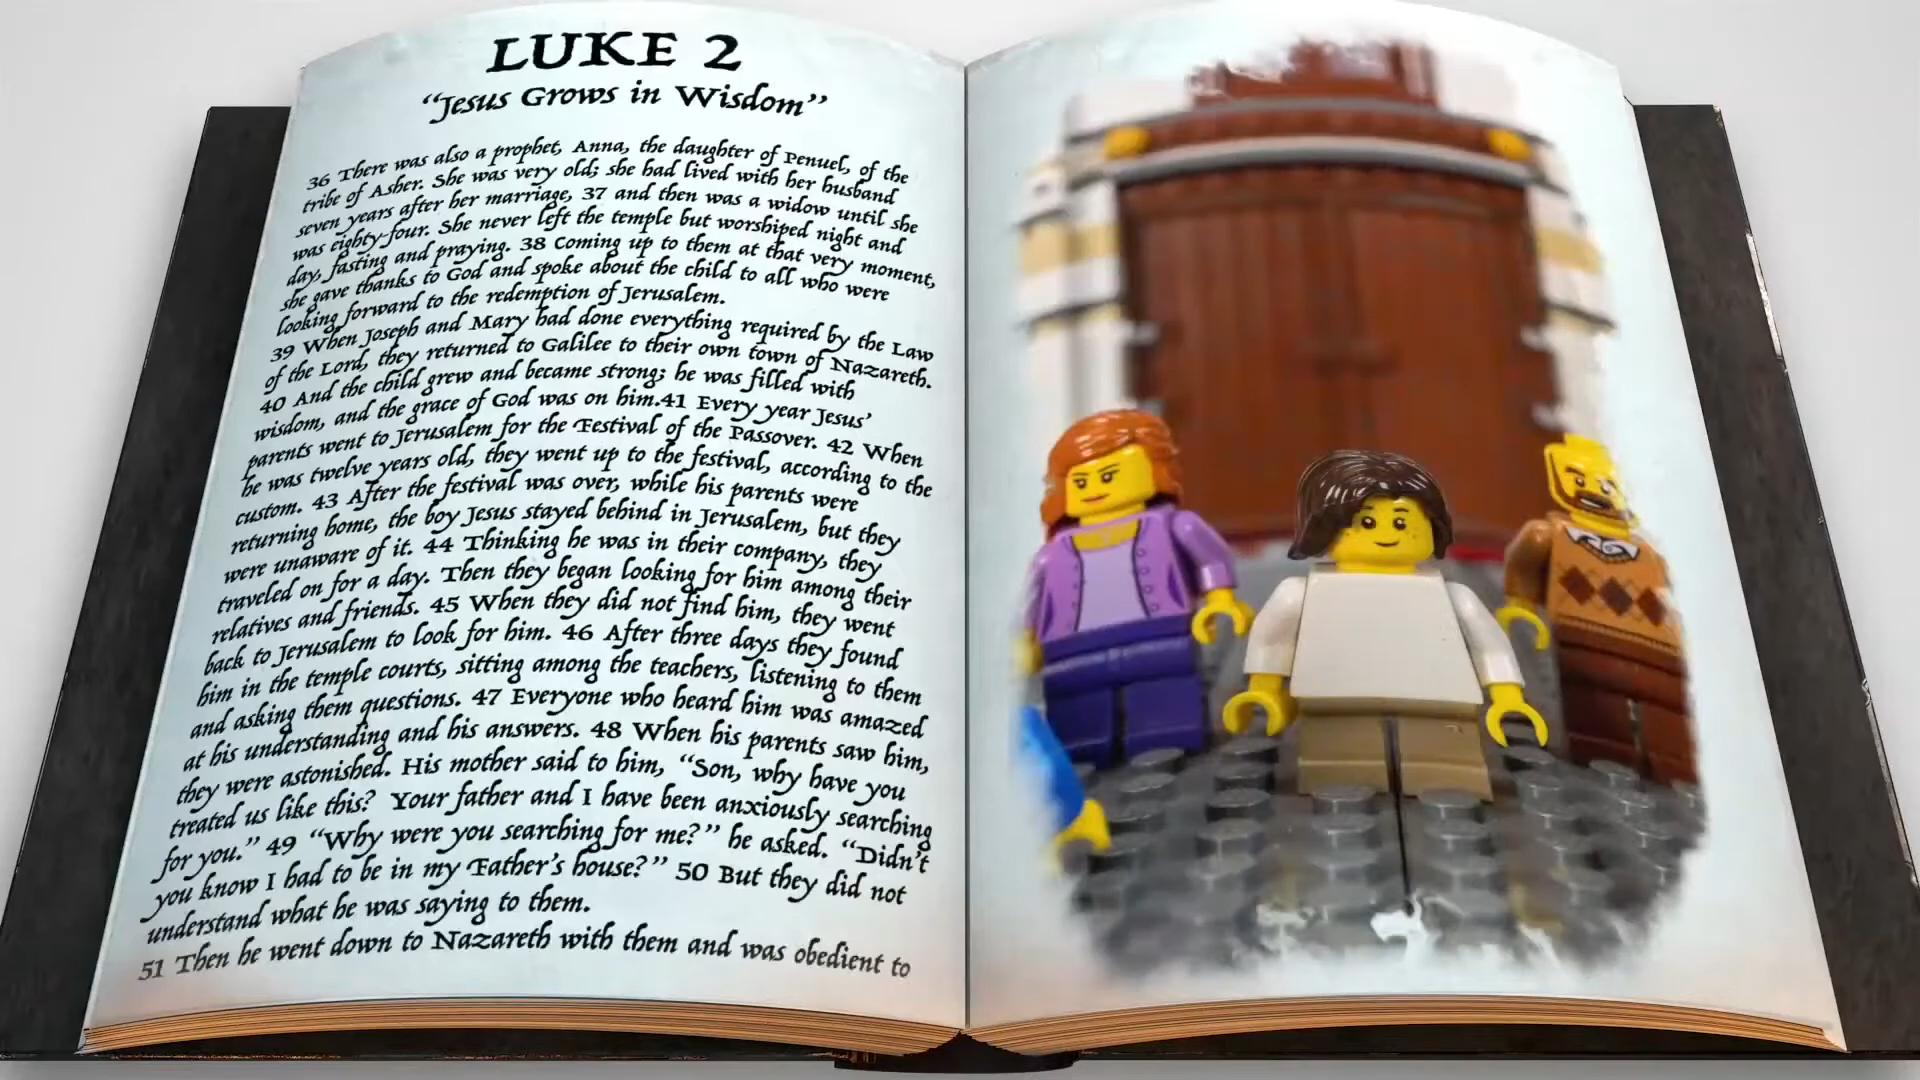 LUKE 2
“Jesus Grows in Wisdom”
36 There was also a prophet, Anna, the daughter of Penuel, of the
tribe of Asher. She was very old; she had lived with her husband
seven years after her marriage, 37 and then was a widow until she
was eighty-four. She never left the temple but worshiped night and
day, fasting and praying. 38 Coming up to them at that very moment,
she gave thanks to God and spoke about the child to all who were
looking forward to the redemption of Jerusalem.
39 When Joseph and Mary had done everything required by the Law
of the Lord, they returned to Galilee to their own town of Nazareth.
40 And the child grew and became strong; he was filled with
wisdom, and the grace of God was on him.41 Every year Jesus’
parents went to Jerusalem for the Festival of the Passover. 42 When
he was twelve years old, they went up to the festival, according to the
custom. 43 After the festival was over, while his parents were
returning home, the boy Jesus stayed behind in Jerusalem, but they
were unaware of it. 44 Thinking he was in their company, they
traveled on for a day. Then they began looking for him among their
relatives and friends. 45 When they did not find him, they went
back to Jerusalem to look for him. 46 After three days they found
him in the temple courts, sitting among the teachers, listening to them
and asking them questions. 47 Everyone who heard him was amazed
at his understanding and his answers. 48 When his parents saw him,
they were astonished. His mother said to him, “Son, why have you
treated us like this? Your father and I have been anxiously searching
for you.” 49 “Why were you searching for me?” he asked. “Didn’t
you know I had to be in my Father’s house?” 50 But they did not
understand what he was saying to them.
51 Then he went down to Nazareth with them and was obedient to